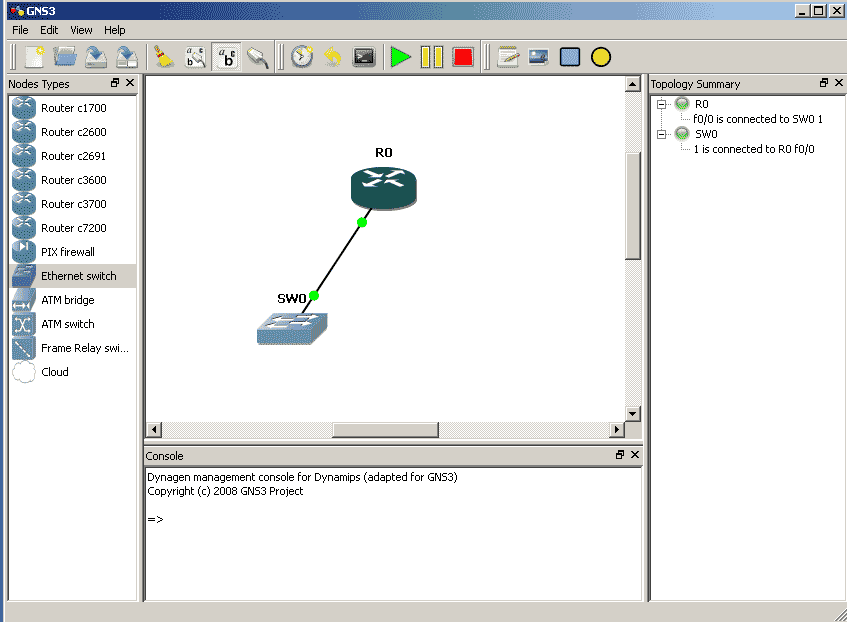 GNS3
File Edit View Help
Nodes Types
Router c1700
Router c2600
Router c2691
Router c3600
Router c3700
Router c7200
PIX firewall
Ethernet switch
ATM bridge
ATM switch
Frame Relay swi...
Cloud
R0
SW0
Console
Dynagen management console for Dynamips (adapted for GNS3)
Copyright (c) 2008 GNS3 Project
=>
Topology Summary
R0
f0/0 is connected to SW0 1
SW0
1 is connected to R0 f0/0